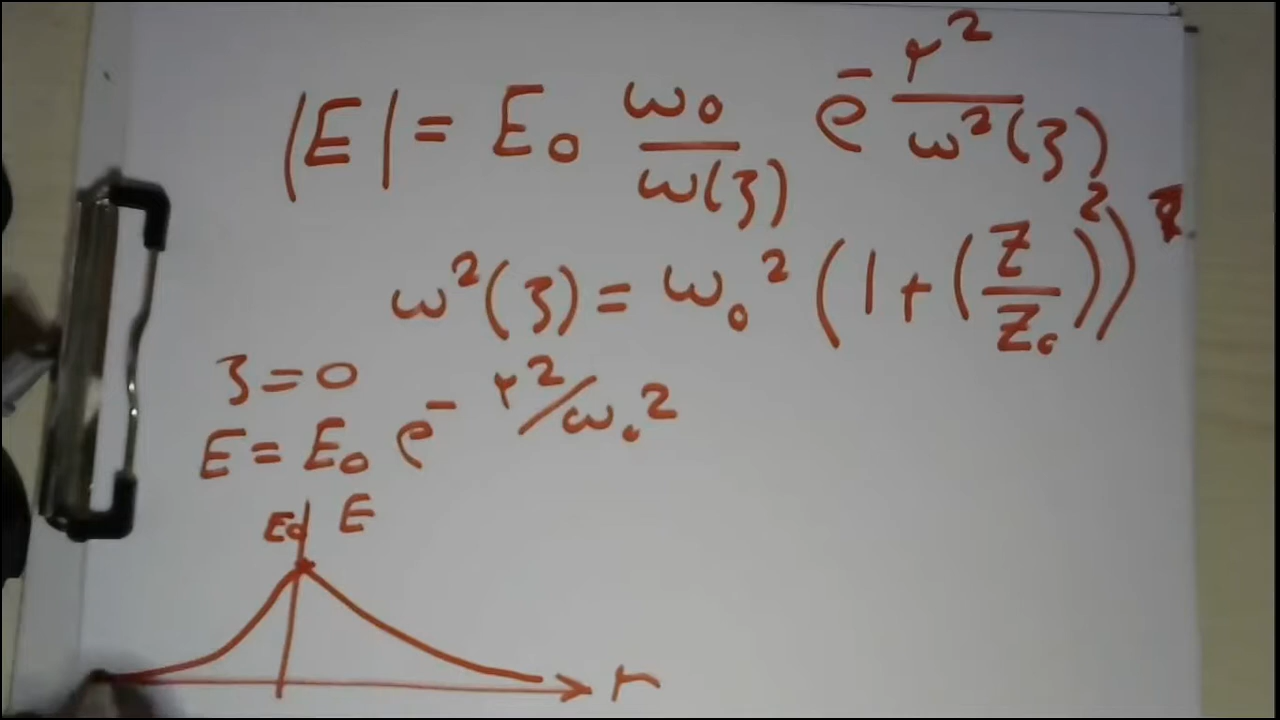 |E| = E₀ ω₀/ω(z) e^(-r²/ω²(z))
ω²(z) = ω₀² (1 + (z/z₀)²)
z = 0
E = E₀ e^(-r²/ω₀²)
E₀ E
r